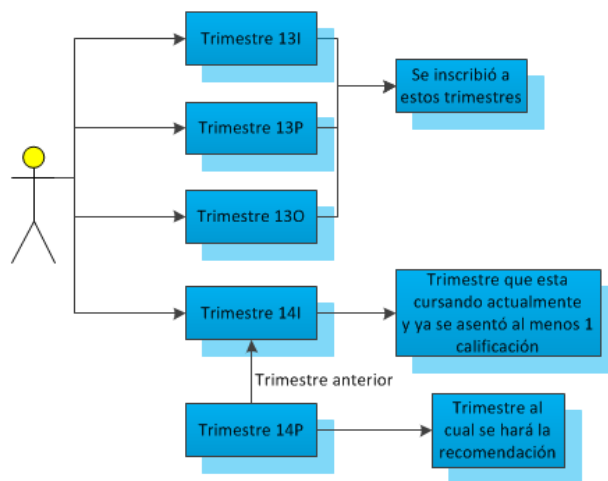 Trimestre 13I
Se inscribió a
estos trimestres
Trimestre 13P
Trimestre 13O
Trimestre 14I
Trimestre que esta
cursando actualmente
y ya se asentó al menos 1
calificación
Trimestre anterior
Trimestre 14P
Trimestre al
cual se hará la
recomendación